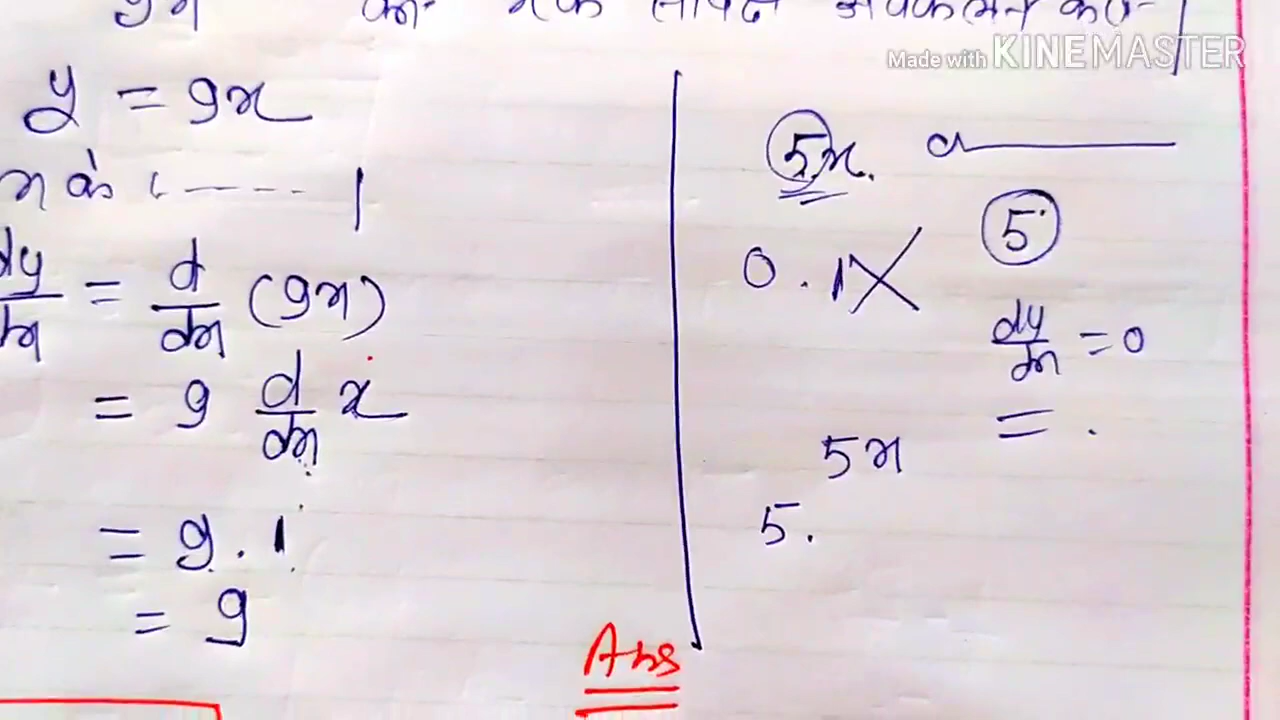 Made with KINEMASTER
y = 9x
dy/dx = d/dx (9x)
= 9 d/dx x
= 9 . 1
= 9
Ans
5x.
5
0 . 1
dy/dx = 0
= .
5x
5 .